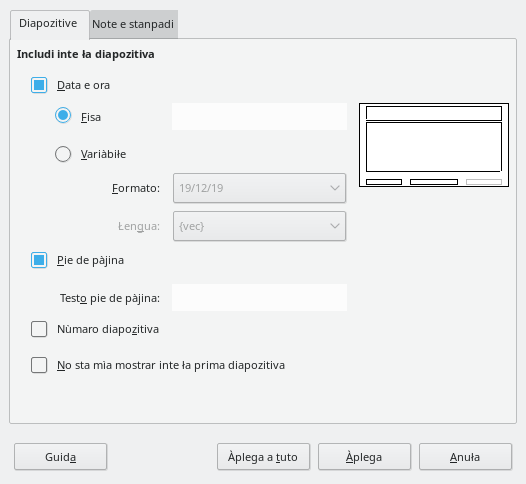 Diapozitive
Note e stanpadi
Includi inte ła diapozitiva
Data e ora
Fisa
Variàbiłe
Formato:
19/12/19
Łengua:
{vec}
Pie de pàjina
Testo pie de pàjina:
Nùmaro diapozitiva
No sta mìa mostrar inte ła prima diapozitiva
Guida
Àplega a tuto
Àplega
Anuła